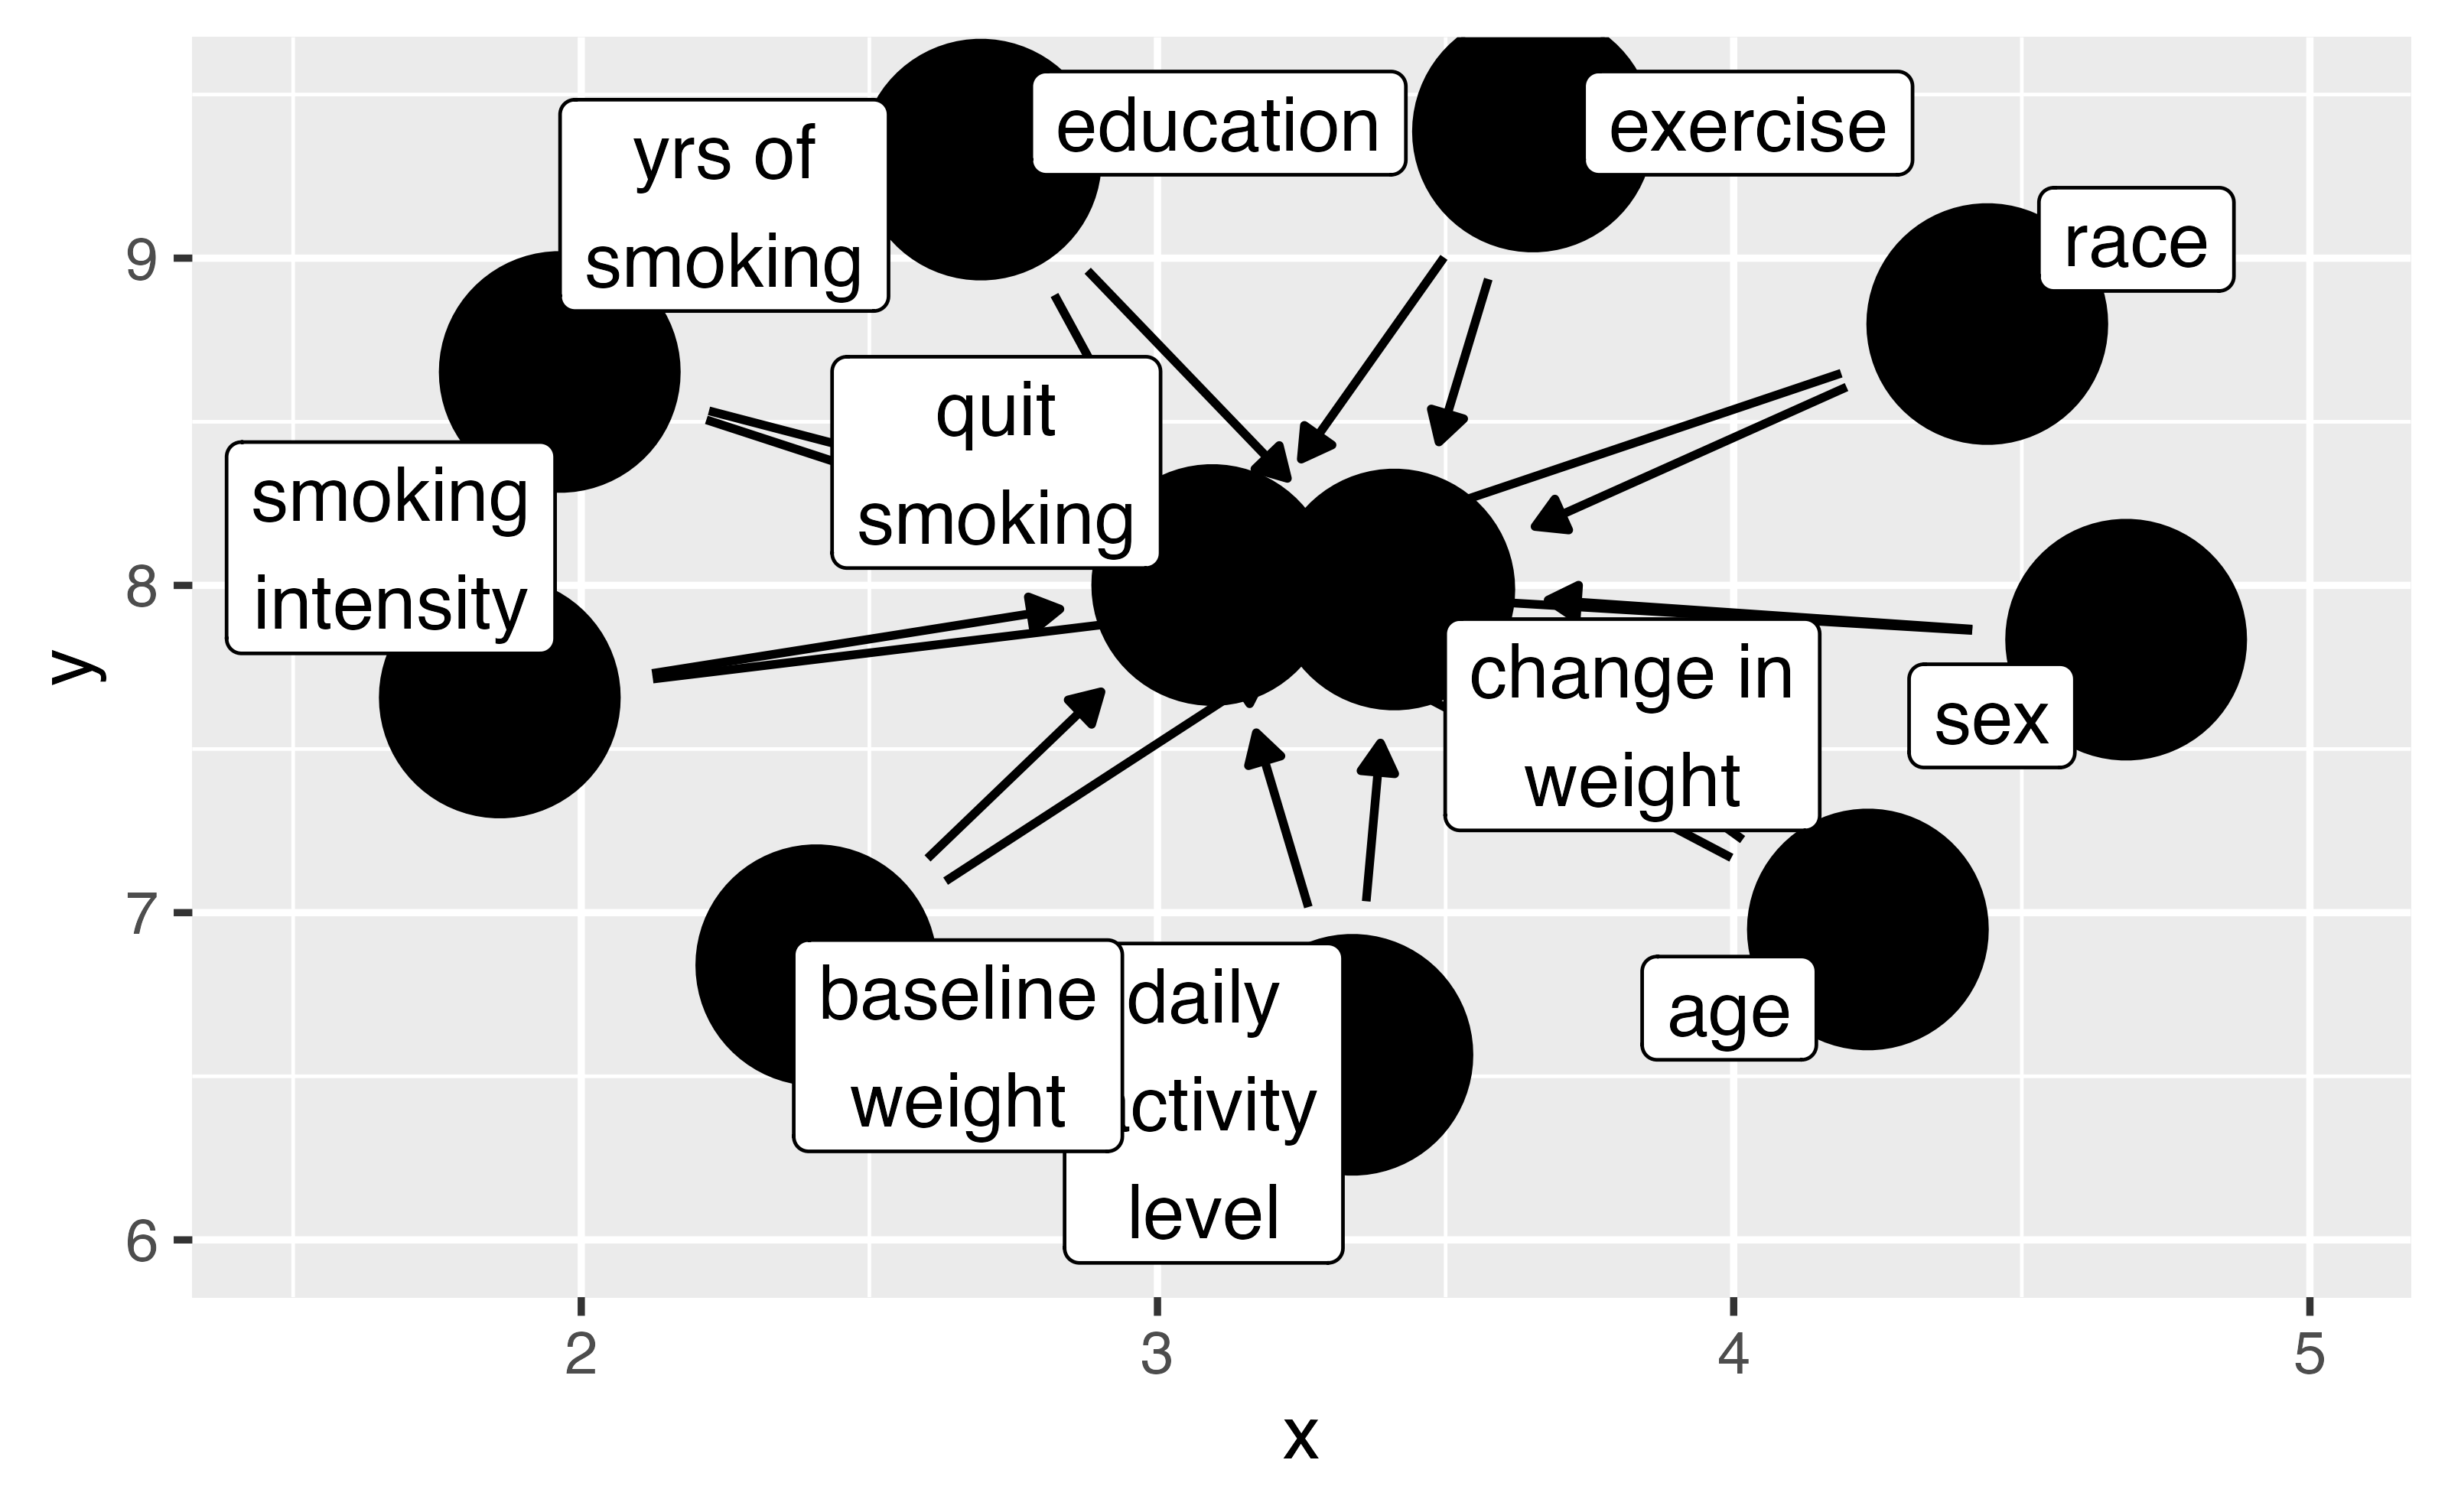 education
exercise
yrs of
smoking
race
quit
smoking
smoking
intensity
change in
weight
sex
baseline
weight
daily
ctivity
level
age
9
8
7
6
y
2
3
4
5
x